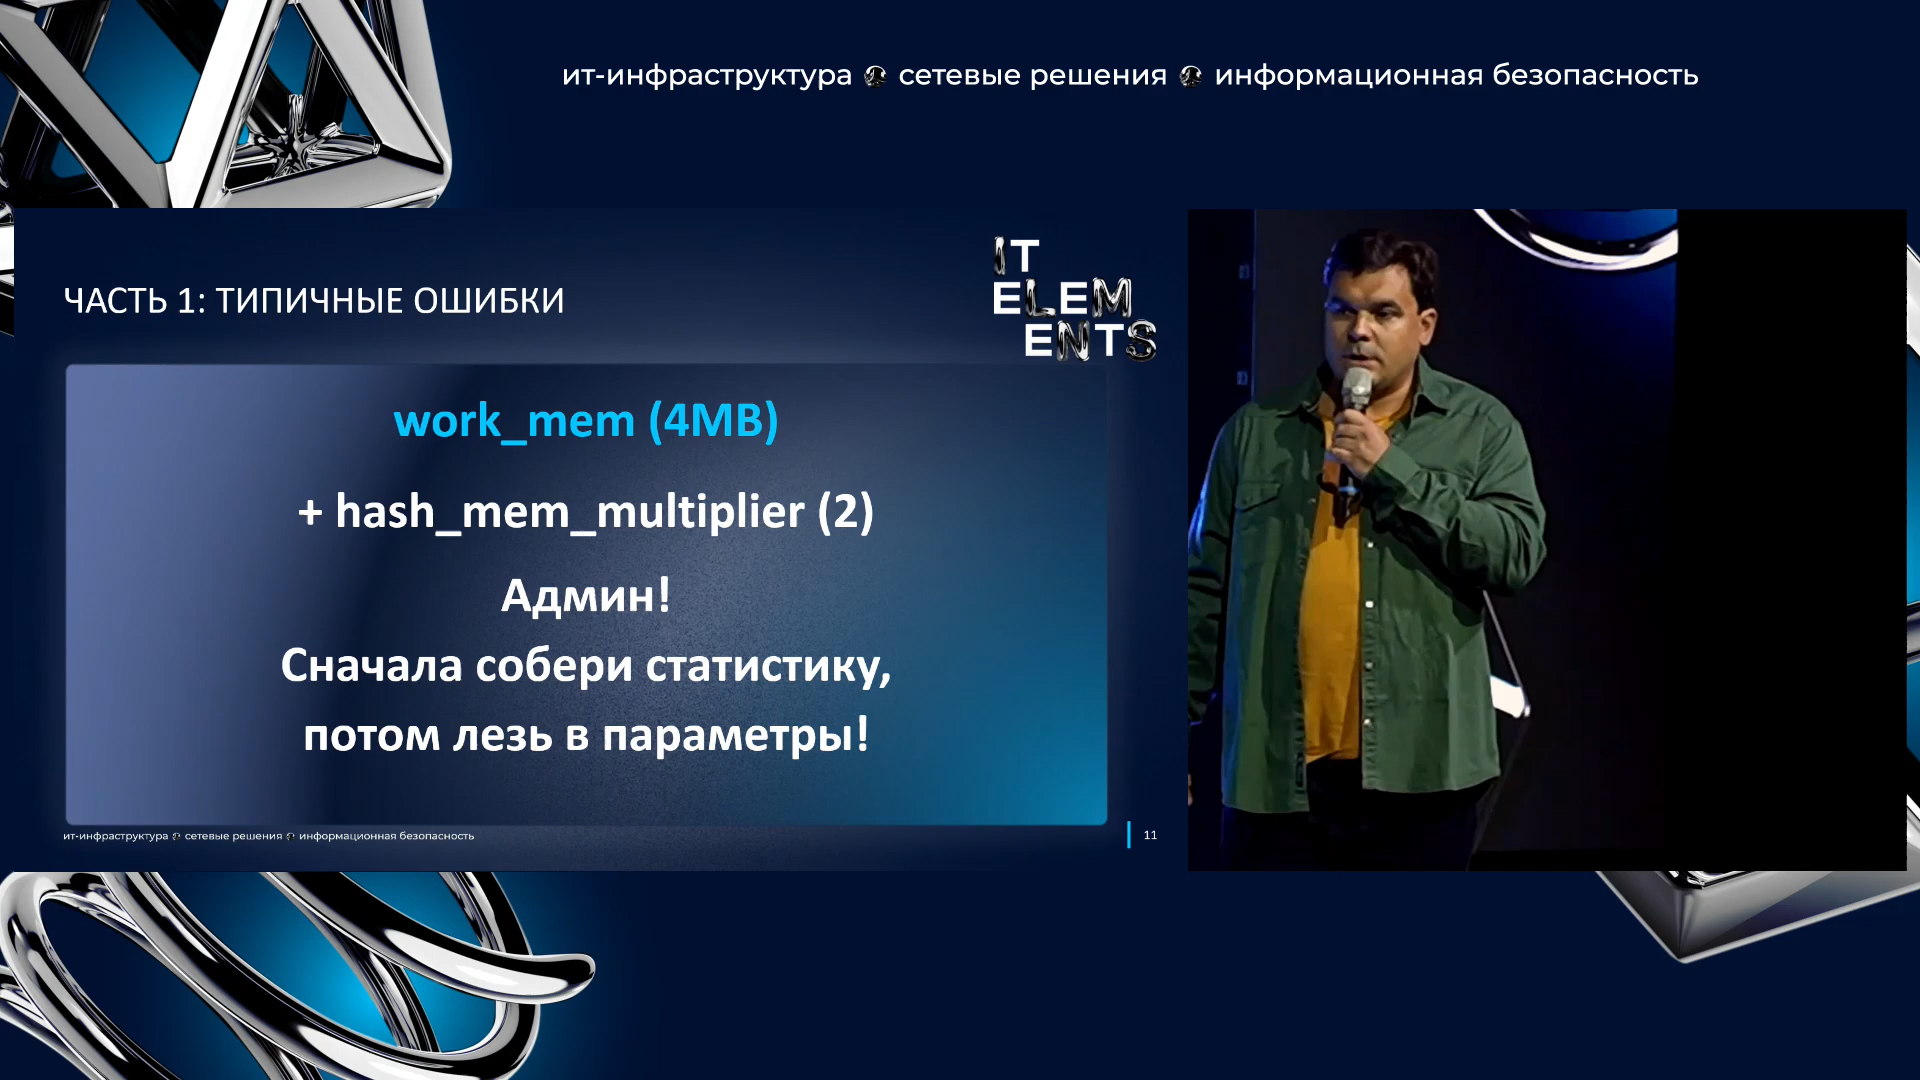 ит-инфраструктура сетевые решения информационная безопасность
IT
ELEM
ENTS
ЧАСТЬ 1: ТИПИЧНЫЕ ОШИБКИ
work_mem (4MB)
+ hash_mem_multiplier (2)
Админ!
Сначала собери статистику,
потом лезь в параметры!
ит-инфраструктура сетевые решения информационная безопасность
11